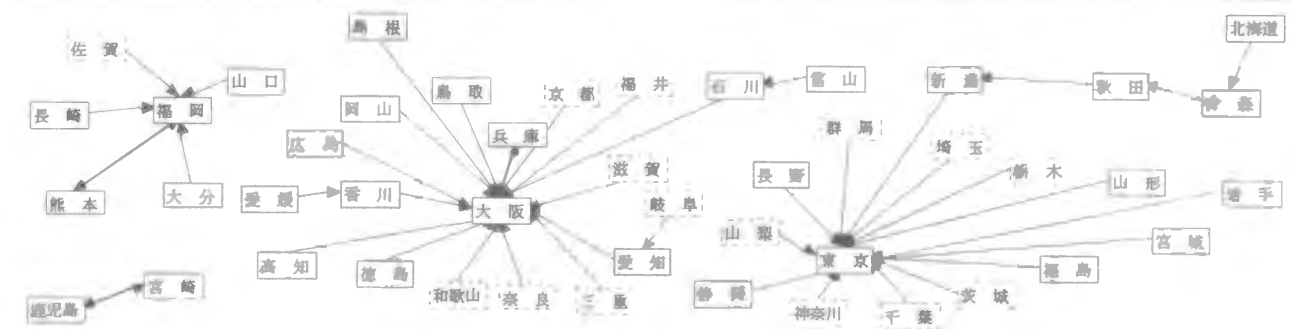 島 根
北海道
佐 賀
福 井
山 口
鳥 取
石 川
富 山
新 潟
秋 田
青 森
京 都
長 崎
福 岡
岡 山
兵 庫
群 馬
広 島
埼 玉
滋 賀
長 野
栃 木
山 形
岩 手
熊 本
大 分
愛 媛
香 川
大 阪
岐 阜
山 梨
宮 城
高 知
徳 島
愛 知
東 京
福 島
宮 崎
鹿児島
和歌山
奈 良
三 重
静 岡
神奈川
千 葉
茨 城